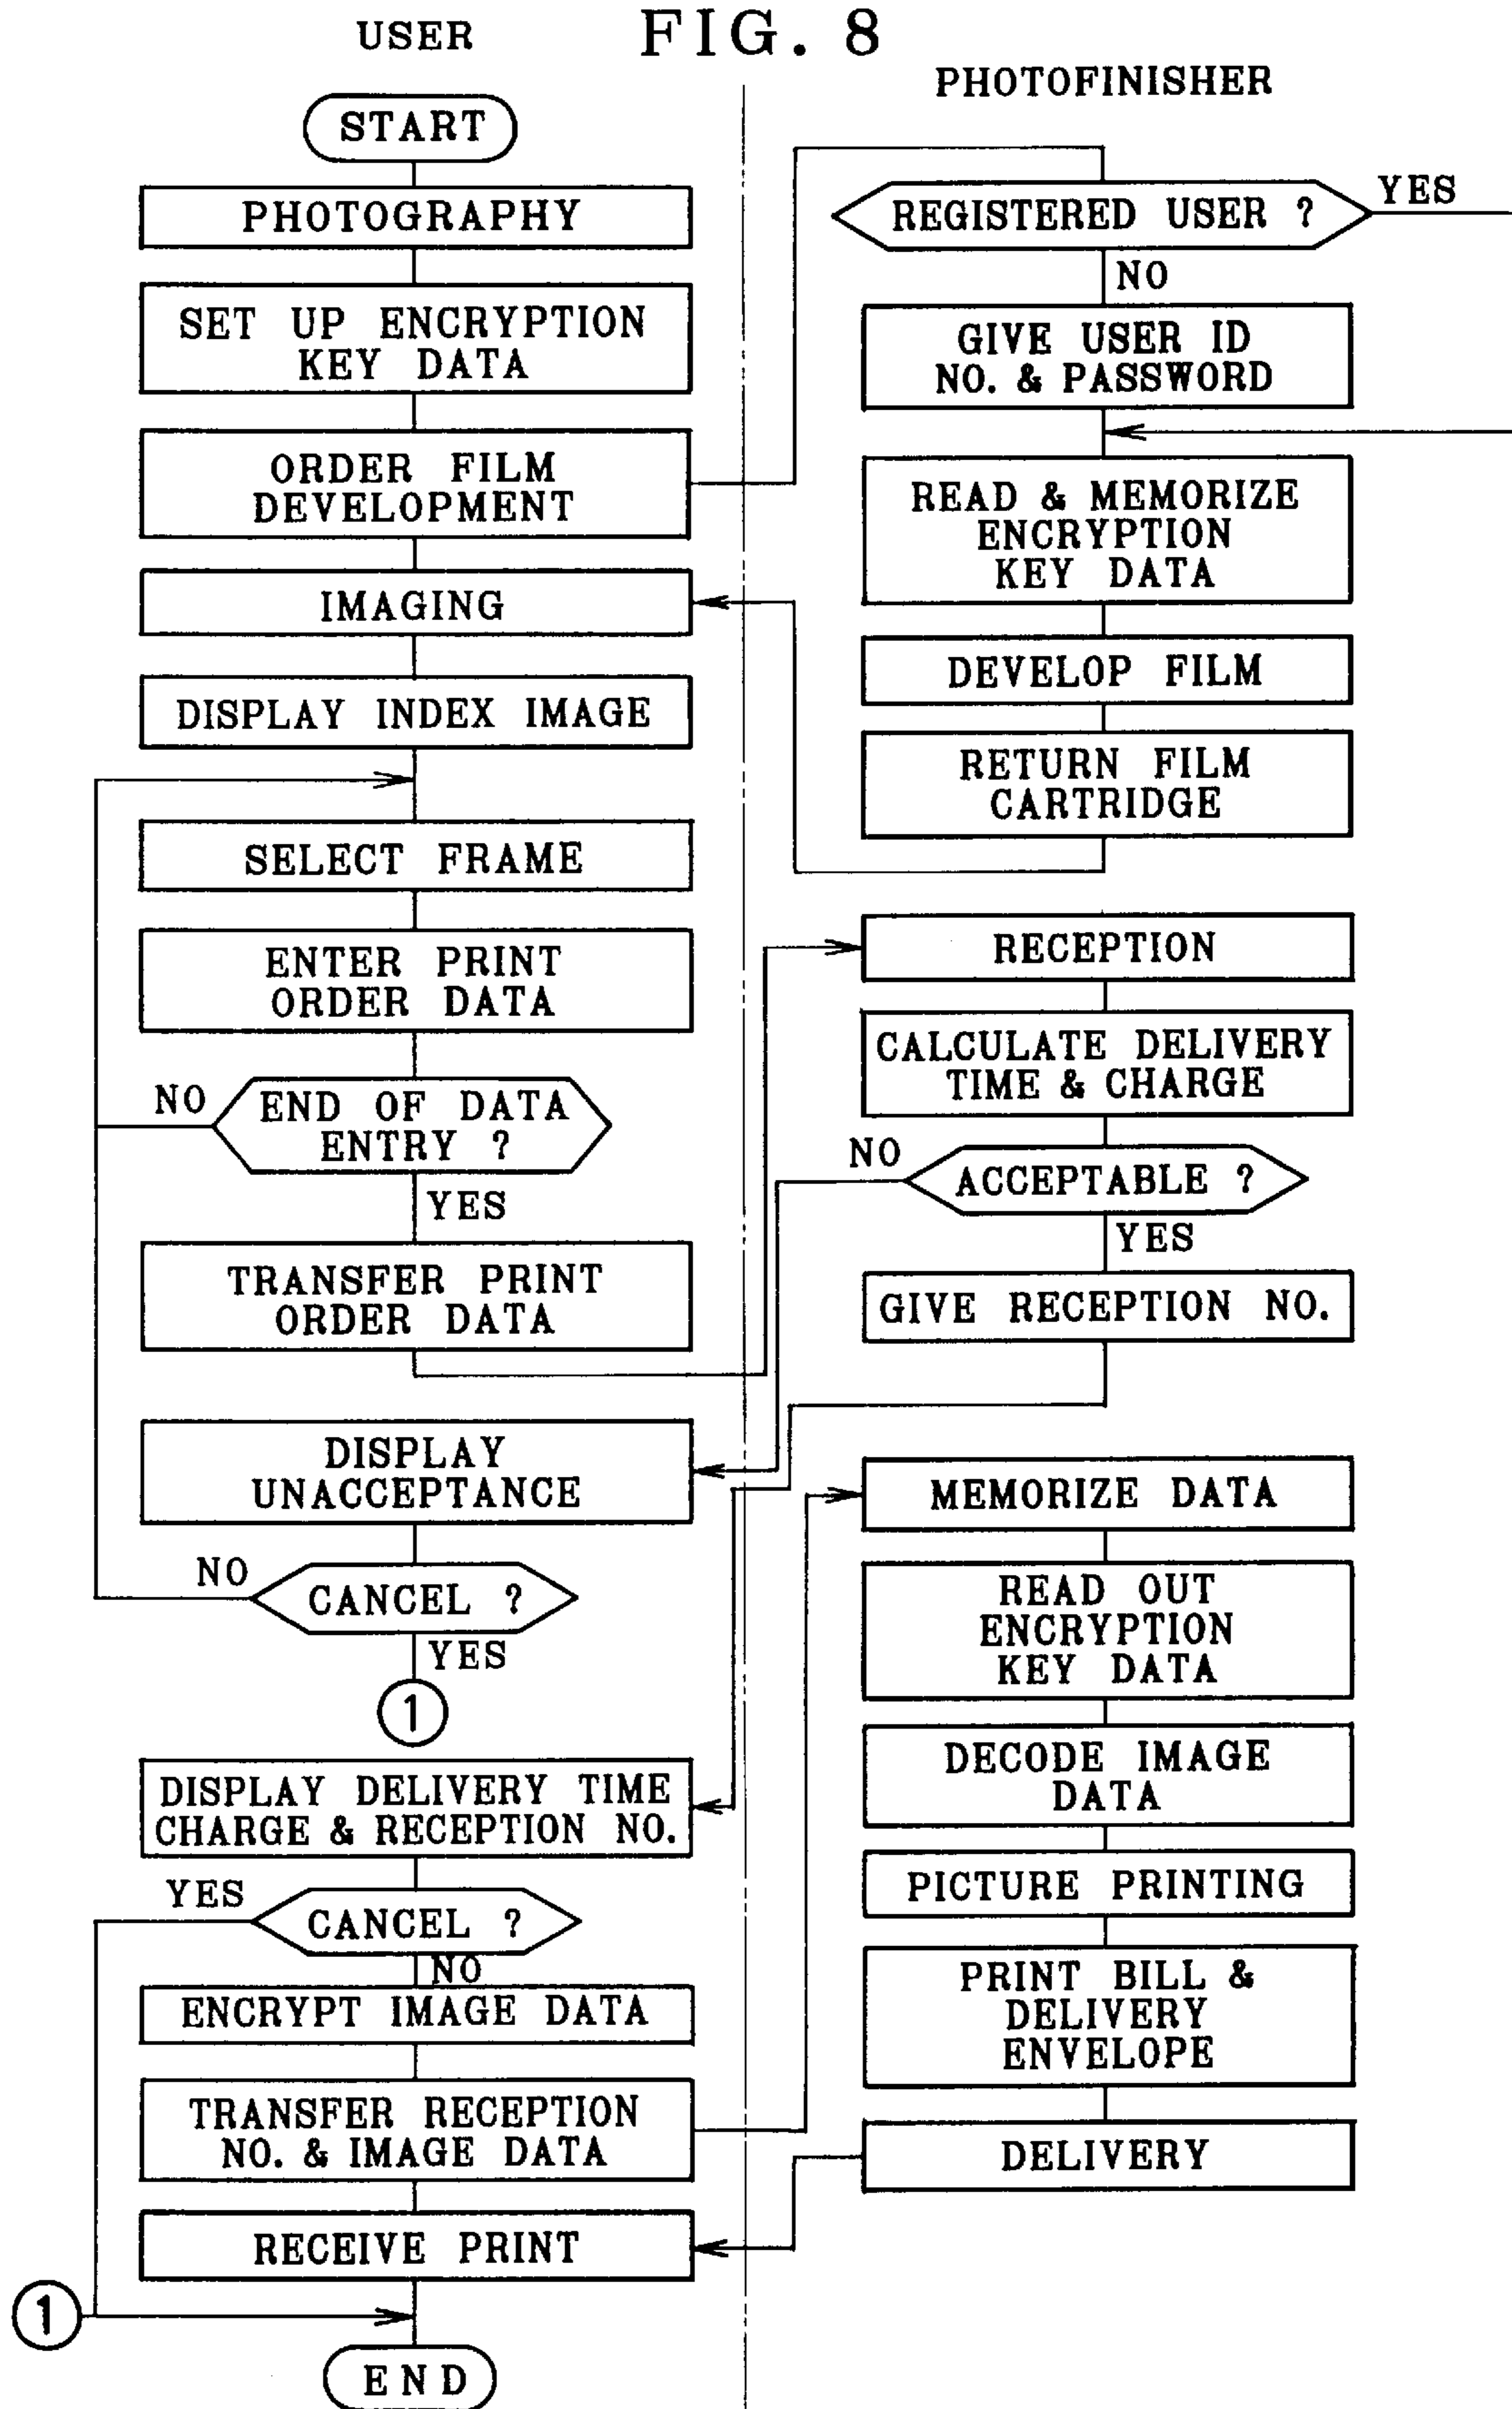 FIG. 8
USER
START
PHOTOGRAPHY
SET UP ENCRYPTION
KEY DATA
ORDER FILM
DEVELOPMENT
IMAGING
DISPLAY INDEX IMAGE
SELECT FRAME
ENTER PRINT
ORDER DATA
NO
END OF DATA
ENTRY ?
YES
TRANSFER PRINT
ORDER DATA
DISPLAY
UNACCEPTANCE
NO
CANCEL ?
YES
1
DISPLAY DELIVERY TIME
CHARGE & RECEPTION NO.
YES
CANCEL ?
NO
ENCRYPT IMAGE DATA
TRANSFER RECEPTION
NO. & IMAGE DATA
RECEIVE PRINT
1
END
PHOTOFINISHER
REGISTERED USER ?
YES
NO
GIVE USER ID
NO. & PASSWORD
READ & MEMORIZE
ENCRYPTION
KEY DATA
DEVELOP FILM
RETURN FILM
CARTRIDGE
RECEPTION
CALCULATE DELIVERY
TIME & CHARGE
NO
ACCEPTABLE ?
YES
GIVE RECEPTION NO.
MEMORIZE DATA
READ OUT
ENCRYPTION
KEY DATA
DECODE IMAGE
DATA
PICTURE PRINTING
PRINT BILL &
DELIVERY
ENVELOPE
DELIVERY